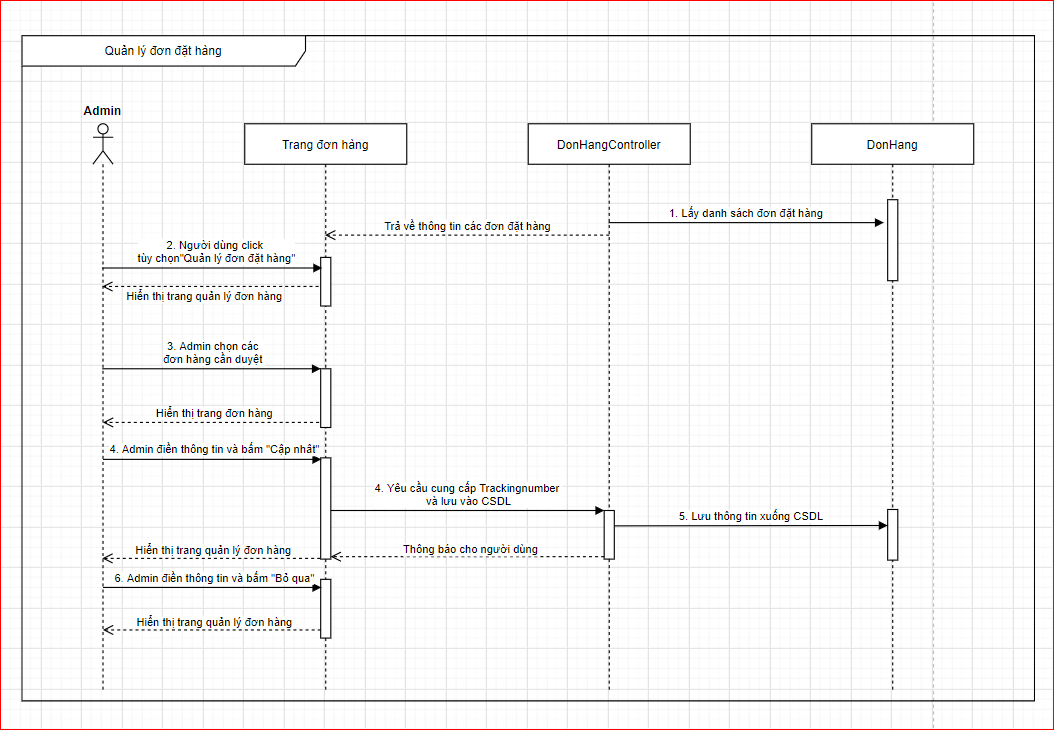 Quản lý đơn đặt hàng
Admin
Trang đơn hàng
DonHangController
DonHang
1. Lấy danh sách đơn đặt hàng
Trả về thông tin các đơn đặt hàng
2. Người dùng click
tùy chọn"Quản lý đơn đặt hàng"
Hiển thị trang quản lý đơn hàng
3. Admin chọn các
đơn hàng cần duyệt
Hiển thị trang đơn hàng
4. Admin điền thông tin và bấm "Cập nhât"
4. Yêu cầu cung cấp Trackingnumber
và lưu vào CSDL
5. Lưu thông tin xuống CSDL
Thông báo cho người dùng
Hiển thị trang quản lý đơn hàng
6. Admin điền thông tin và bấm "Bỏ qua"
Hiển thị trang quản lý đơn hàng